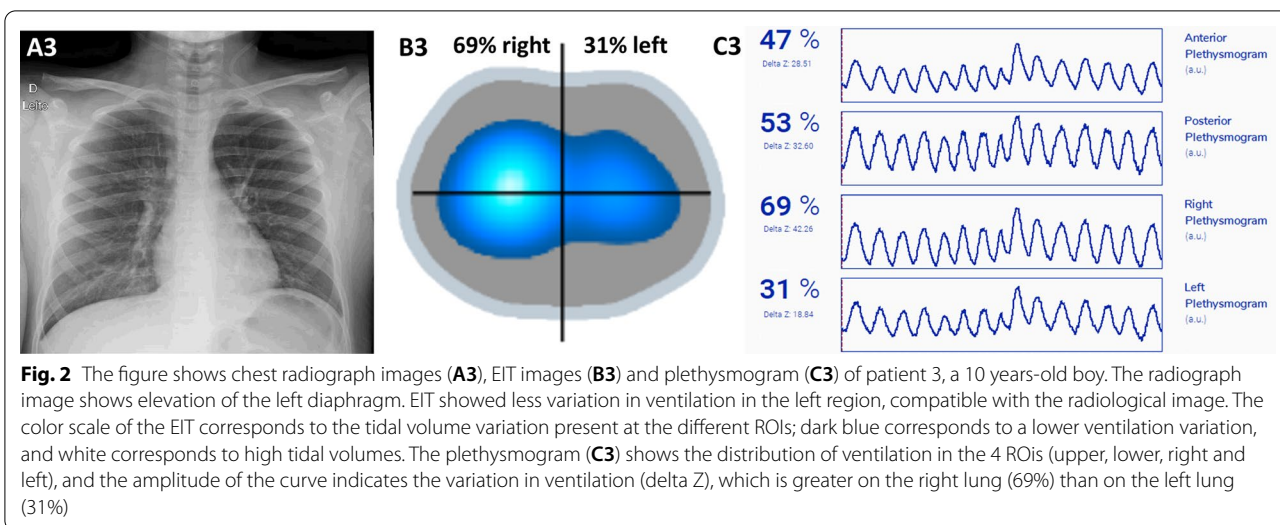 A3
D
B3 69% right 31% left C3
47 %
Delta Z: 28.51
Anterior
Plethysmogram
(a.u.)
53 %
Delta Z: 32.60
Posterior
Plethysmogram
(a.u.)
69 %
Delta Z: 42.26
Right
Plethysmogram
(a.u.)
31 %
Delta Z: 18.84
Left
Plethysmogram
(a.u.)
Fig. 2 The figure shows chest radiograph images (A3), EIT images (B3) and plethysmogram (C3) of patient 3, a 10 years-old boy. The radiograph
image shows elevation of the left diaphragm. EIT showed less variation in ventilation in the left region, compatible with the radiological image. The
color scale of the EIT corresponds to the tidal volume variation present at the different ROIs; dark blue corresponds to a lower ventilation variation,
and white corresponds to high tidal volumes. The plethysmogram (C3) shows the distribution of ventilation in the 4 ROis (upper, lower, right and
left), and the amplitude of the curve indicates the variation in ventilation (delta Z), which is greater on the right lung (69%) than on the left lung
(31%)